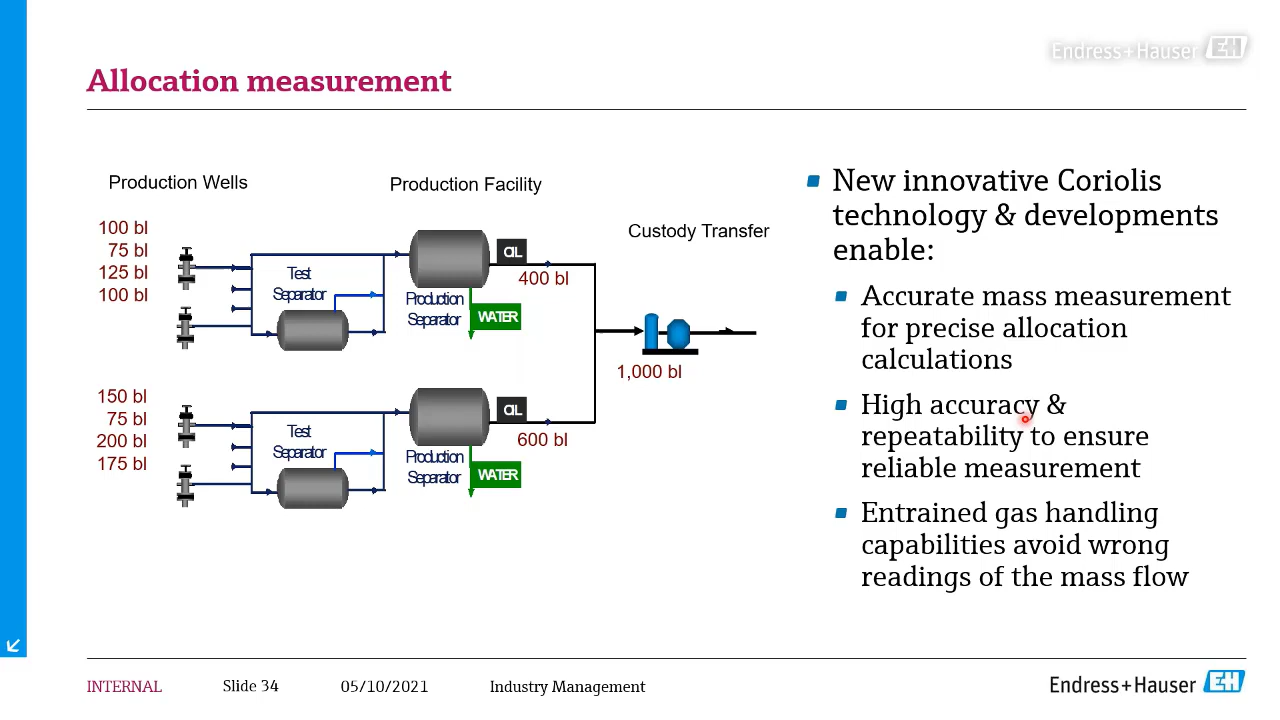 Endress+Hauser EH
Allocation measurement
Production Wells
Production Facility
Custody Transfer
100 bl
75 bl
125 bl
100 bl
Test
Separator
Production
Separator
OIL
400 bl
WATER
1,000 bl
150 bl
75 bl
200 bl
175 bl
Test
Separator
Production
Separator
OIL
600 bl
WATER
New innovative Coriolis
technology & developments
enable:
Accurate mass measurement
for precise allocation
calculations
High accuracy &
repeatability to ensure
reliable measurement
Entrained gas handling
capabilities avoid wrong
readings of the mass flow
INTERNAL
Slide 34
05/10/2021
Industry Management
Endress+Hauser EH